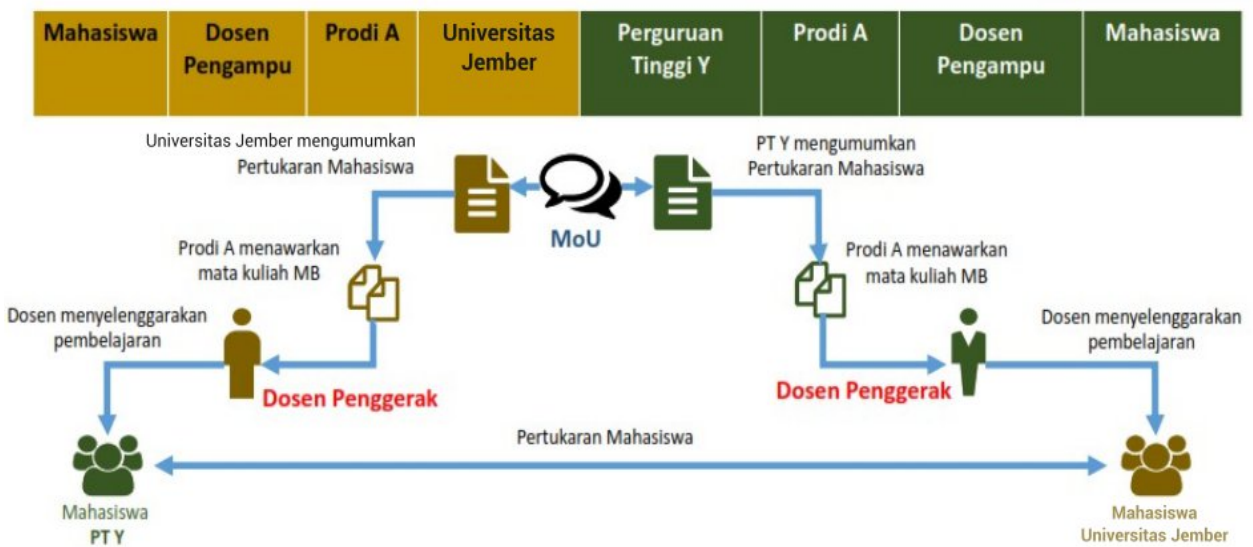 Mahasiswa
Dosen
Pengampu
Prodi A
Universitas
Jember
Perguruan
Tinggi Y
Prodi A
Dosen
Pengampu
Mahasiswa
Universitas Jember mengumumkan
Pertukaran Mahasiswa
PT Y mengumumkan
Pertukaran Mahasiswa
MoU
Prodi A menawarkan
mata kuliah MB
Prodi A menawarkan
mata kuliah MB
Dosen menyelenggarakan
pembelajaran
Dosen menyelenggarakan
pembelajaran
Dosen Penggerak
Dosen Penggerak
Pertukaran Mahasiswa
Mahasiswa
PT Y
Mahasiswa
Universitas Jember